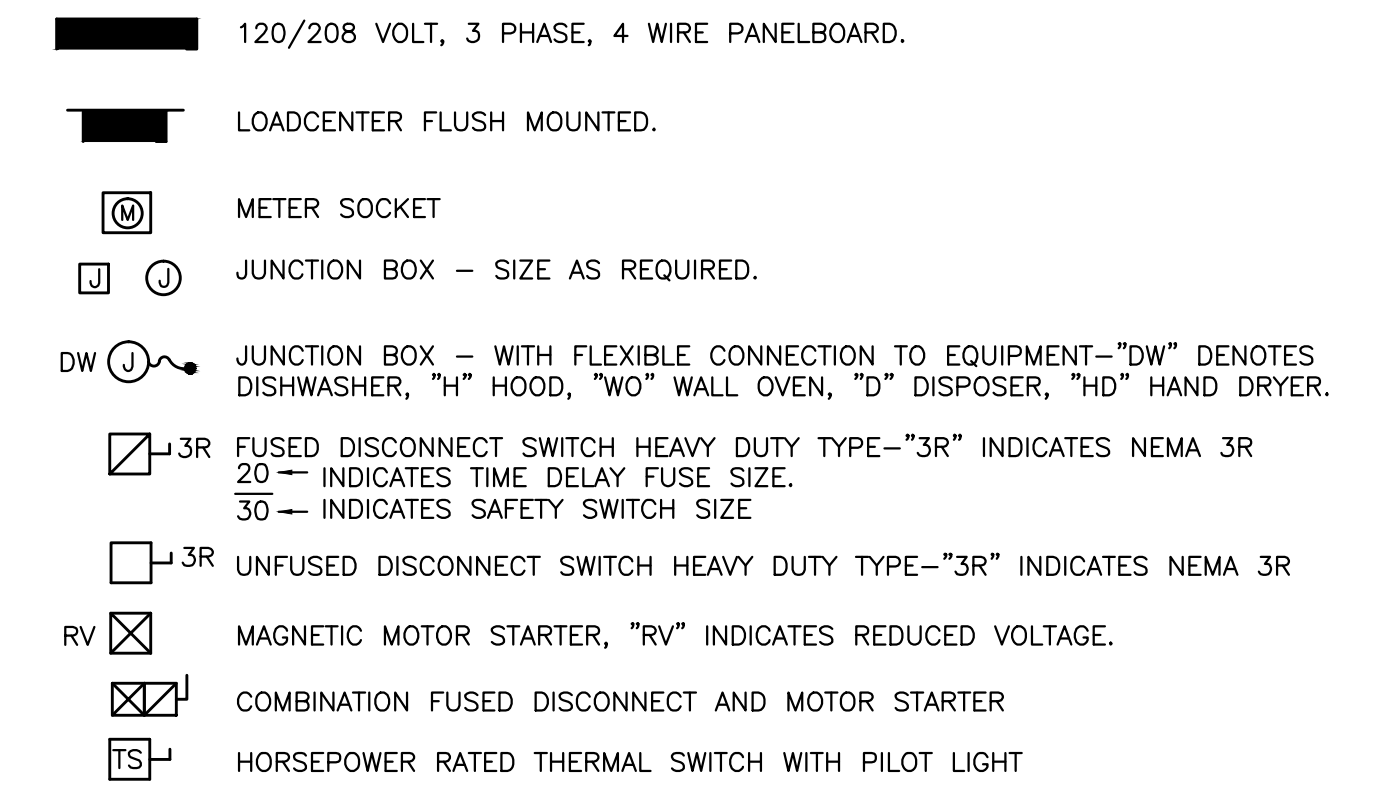 120/208 VOLT, 3 PHASE, 4 WIRE PANELBOARD.
LOADCENTER FLUSH MOUNTED.
M METER SOCKET
J J JUNCTION BOX – SIZE AS REQUIRED.
DW J JUNCTION BOX – WITH FLEXIBLE CONNECTION TO EQUIPMENT–"DW" DENOTES
DISHWASHER, "H" HOOD, "WO" WALL OVEN, "D" DISPOSER, "HD" HAND DRYER.
3R FUSED DISCONNECT SWITCH HEAVY DUTY TYPE–"3R" INDICATES NEMA 3R
20 INDICATES TIME DELAY FUSE SIZE.
30 INDICATES SAFETY SWITCH SIZE
3R UNFUSED DISCONNECT SWITCH HEAVY DUTY TYPE–"3R" INDICATES NEMA 3R
RV MAGNETIC MOTOR STARTER, "RV" INDICATES REDUCED VOLTAGE.
COMBINATION FUSED DISCONNECT AND MOTOR STARTER
TS HORSEPOWER RATED THERMAL SWITCH WITH PILOT LIGHT